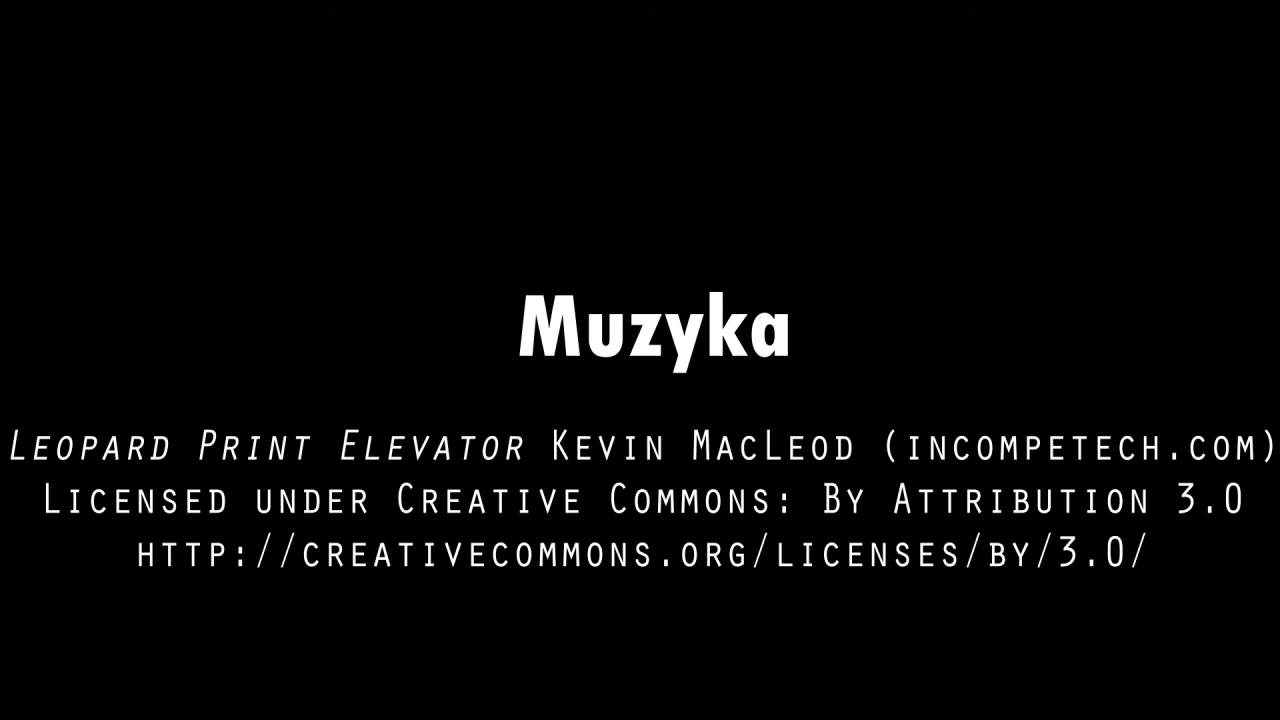 Muzyka
Leopard Print Elevator Kevin MacLeod (incompetech.com)
Licensed under Creative Commons: By Attribution 3.0
http://creativecommons.org/licenses/by/3.0/